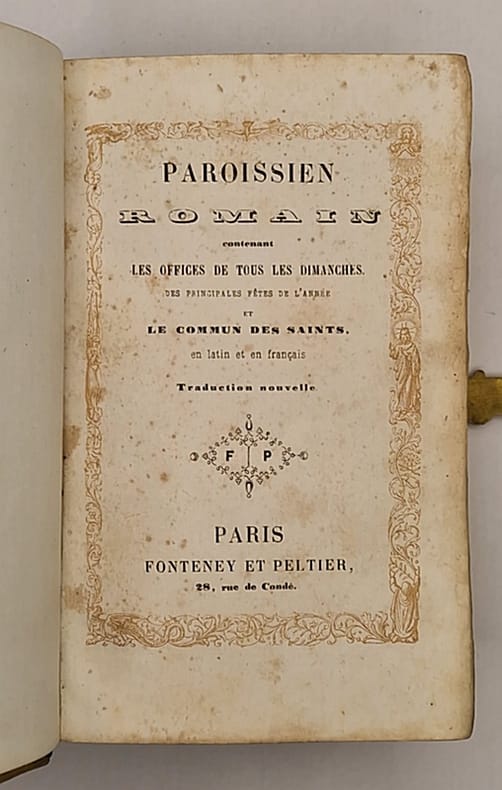 PAROISSIEN
ROMAIN
contenant
LES OFFICES DE TOUS LES DIMANCHES.
DES PRINCIPALES FÊTES DE L'ANNÉE
ET
LE COMMUN DES SAINTS,
en latin et en français
Traduction nouvelle
F P
PARIS
FONTENEY ET PELTIER,
28, rue de Condé.